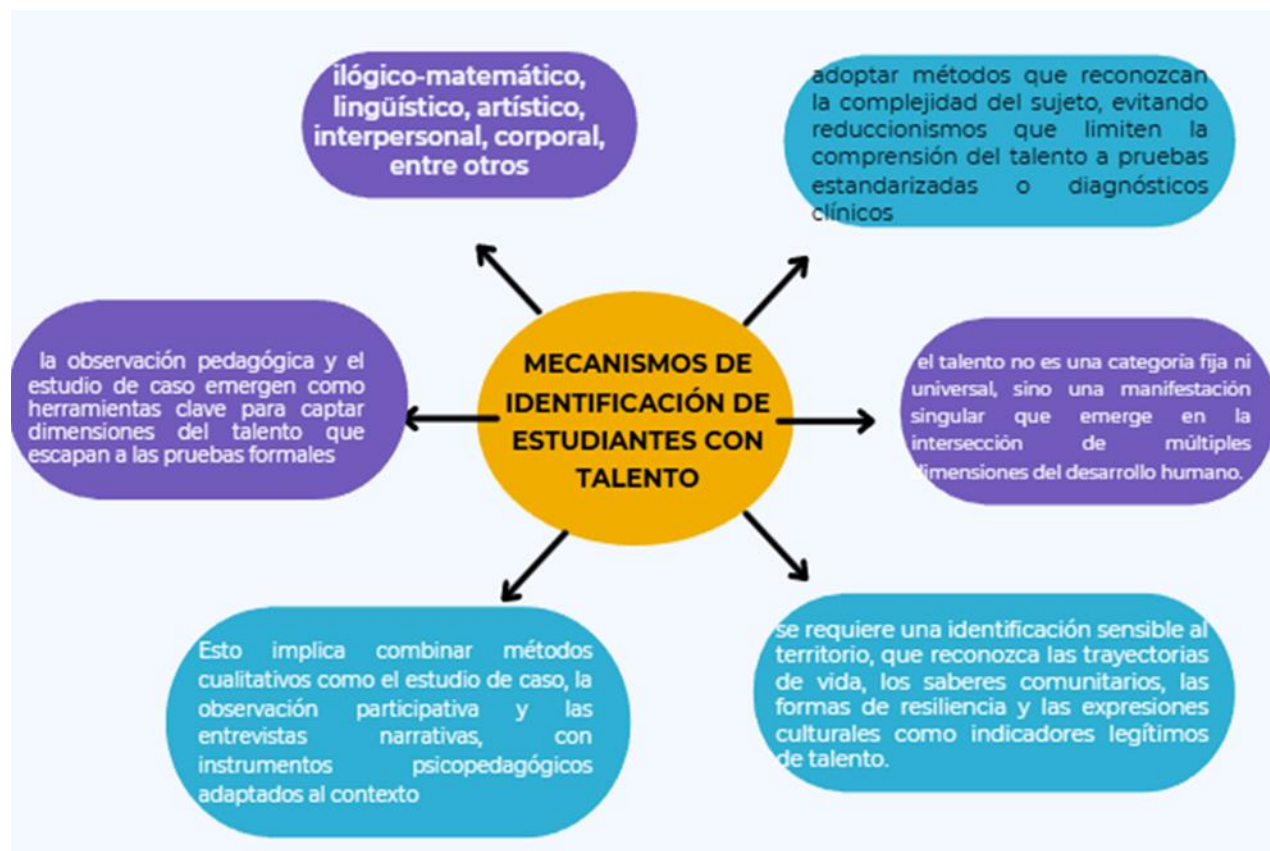 ilógico-matemático,
lingüístico, artístico,
interpersonal, corporal,
entre otros
adoptar métodos que reconozcan
la complejidad del sujeto, evitando
reduccionismos que limiten la
comprensión del talento a pruebas
estandarizadas o diagnósticos
clínicos
la observación pedagógica y el
estudio de caso emergen como
herramientas clave para captar
dimensiones del talento que
escapan a las pruebas formales
MECANISMOS DE
IDENTIFICACIÓN DE
ESTUDIANTES CON
TALENTO
el talento no es una categoría fija ni
universal, sino una manifestación
singular que emerge en la
intersección de múltiples
dimensiones del desarrollo humano.
Esto implica combinar métodos
cualitativos como el estudio de caso, la
observación participativa y las
entrevistas narrativas, con
instrumentos psicopedagógicos
adaptados al contexto
se requiere una identificación sensible al
territorio, que reconozca las trayectorias
de vida, los saberes comunitarios, las
formas de resiliencia y las expresiones
culturales como indicadores legítimos
de talento.